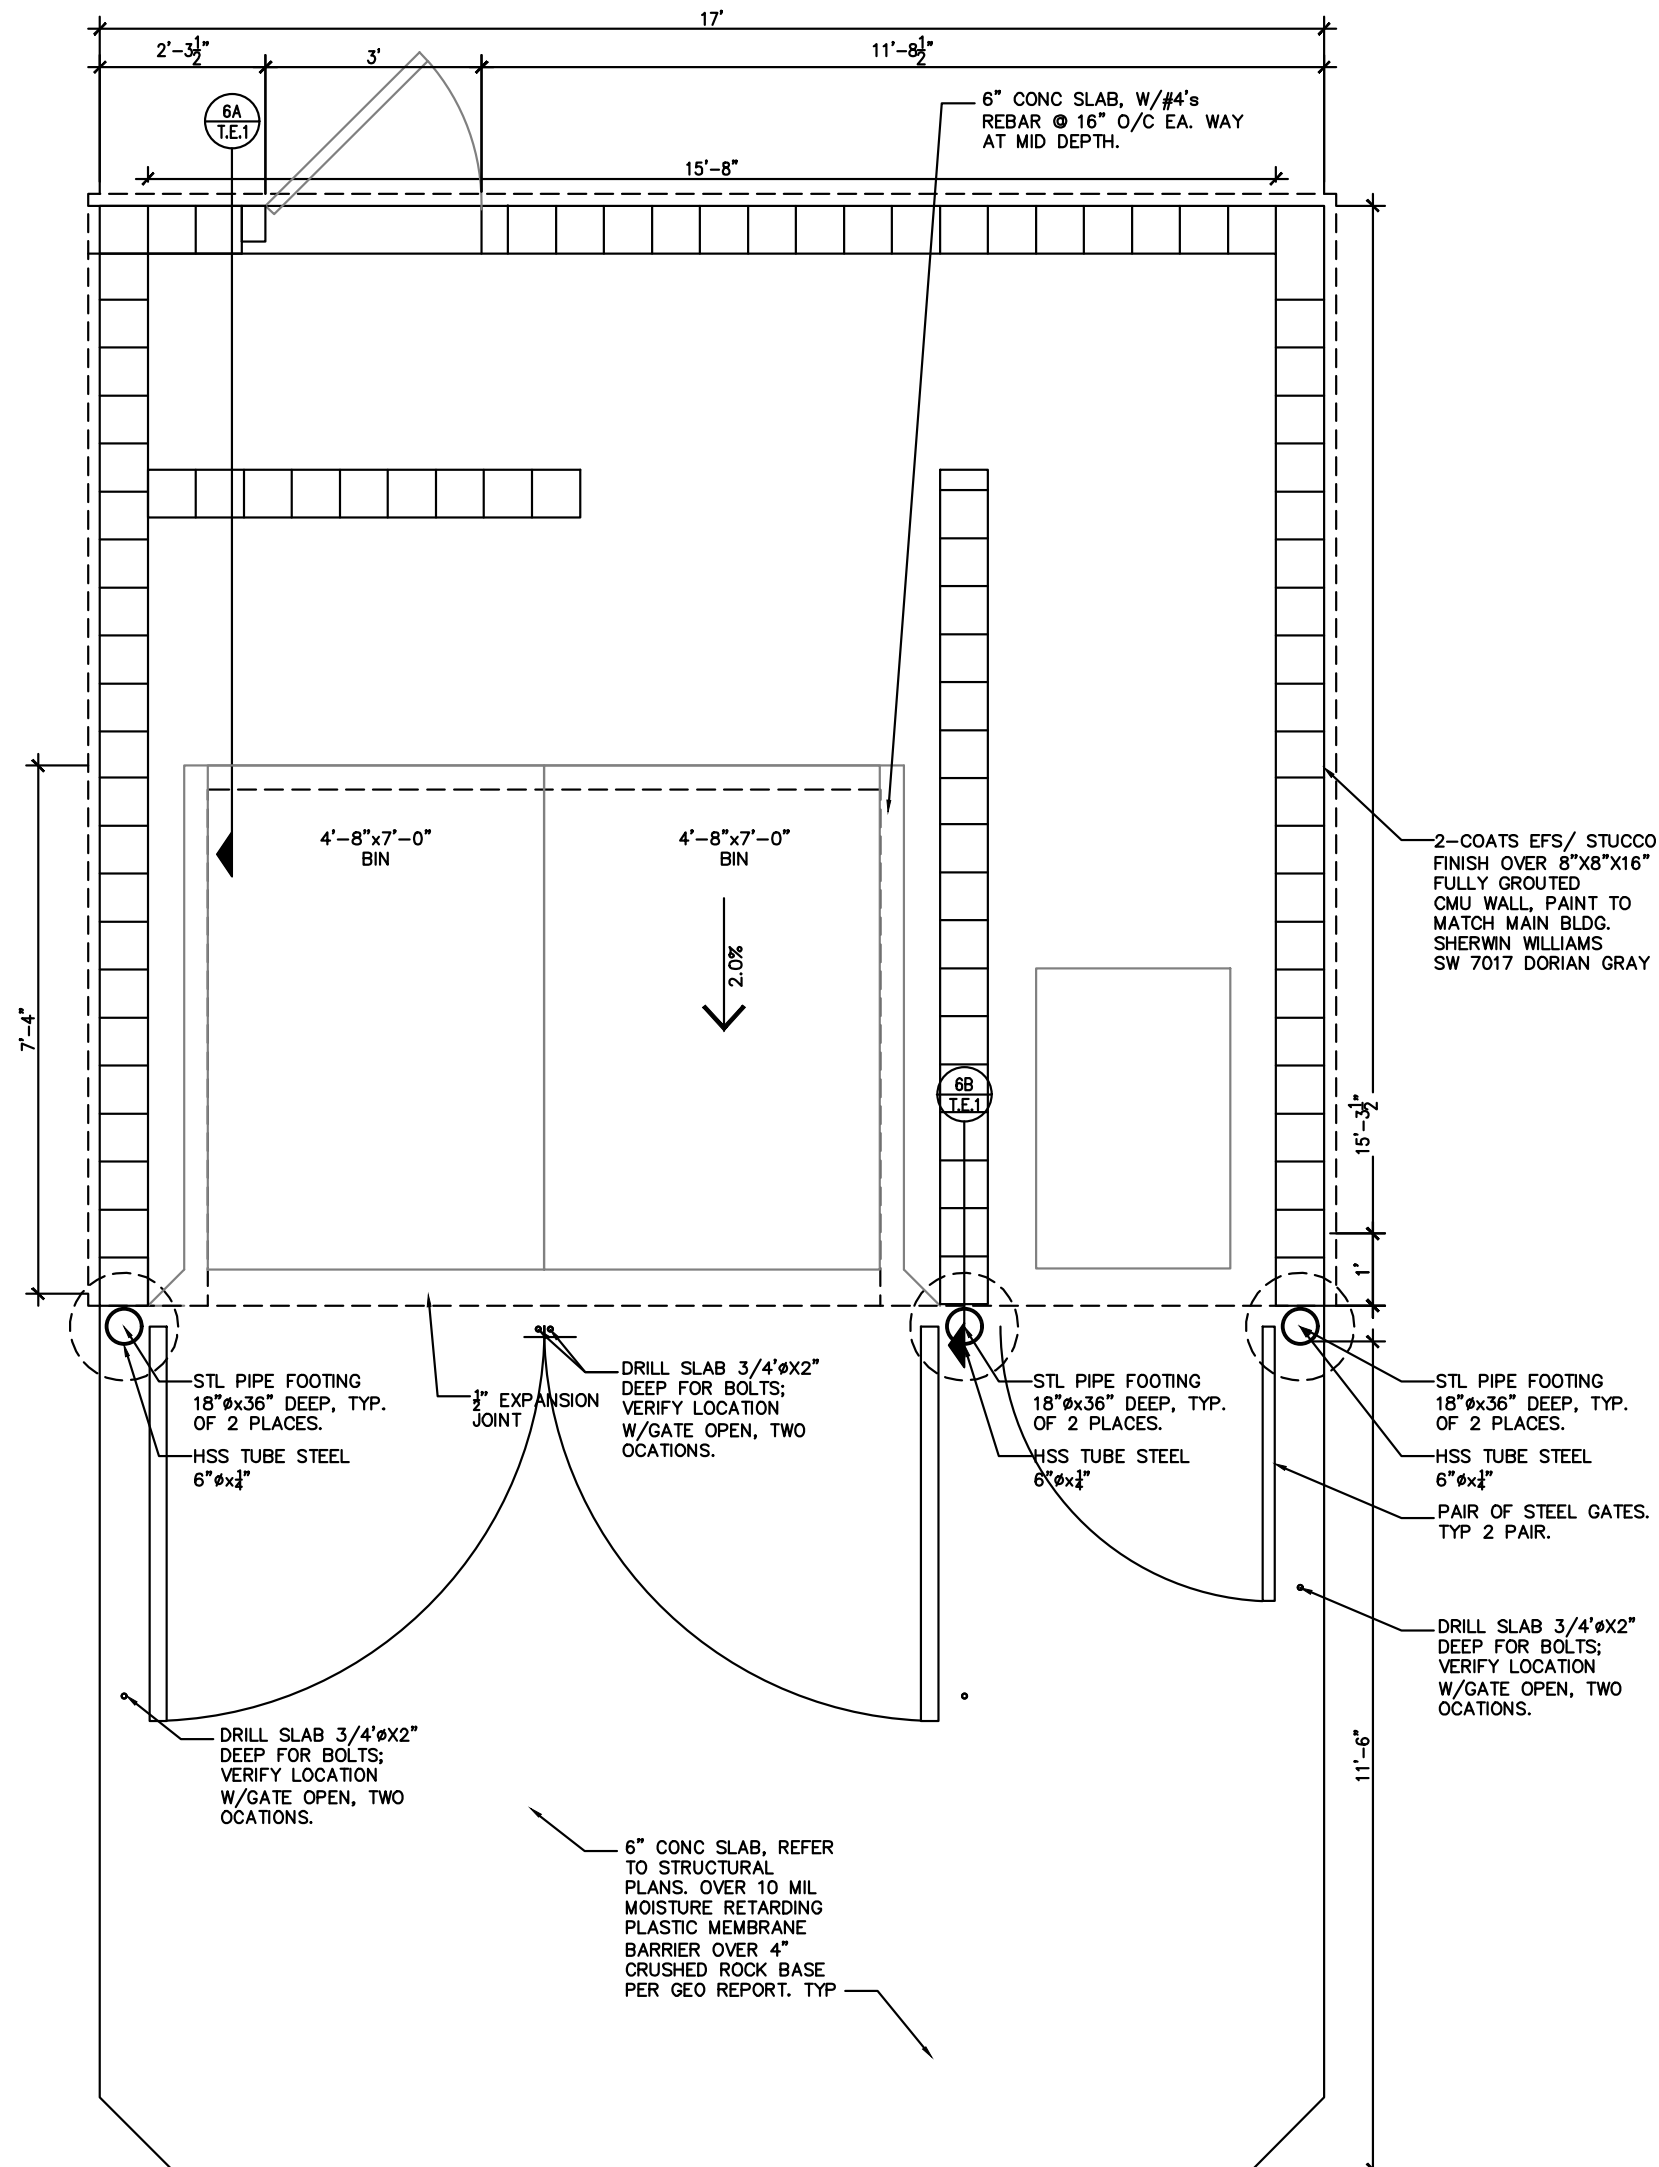 17'
2'-3½"
3'
11'-8½"
6A
T.E.1
6" CONC SLAB, W/#4's
REBAR @ 16" O/C EA. WAY
AT MID DEPTH.
15'-8"
4'-8"x7'-0"
BIN
4'-8"x7'-0"
BIN
2.0%
2-COATS EFS/ STUCCO
FINISH OVER 8"X8"X16"
FULLY GROUTED
CMU WALL, PAINT TO
MATCH MAIN BLDG.
SHERWIN WILLIAMS
SW 7017 DORIAN GRAY
7'-4"
6B
T.E.1
15'-3½"
1'
STL PIPE FOOTING
18"øx36" DEEP, TYP.
OF 2 PLACES.
HSS TUBE STEEL
6"øx¼"
½" EXPANSION
JOINT
DRILL SLAB 3/4'øX2"
DEEP FOR BOLTS;
VERIFY LOCATION
W/GATE OPEN, TWO
OCATIONS.
STL PIPE FOOTING
18"øx36" DEEP, TYP.
OF 2 PLACES.
HSS TUBE STEEL
6"øx¼"
STL PIPE FOOTING
18"øx36" DEEP, TYP.
OF 2 PLACES.
HSS TUBE STEEL
6"øx¼"
PAIR OF STEEL GATES.
TYP 2 PAIR.
DRILL SLAB 3/4'øX2"
DEEP FOR BOLTS;
VERIFY LOCATION
W/GATE OPEN, TWO
OCATIONS.
DRILL SLAB 3/4'øX2"
DEEP FOR BOLTS;
VERIFY LOCATION
W/GATE OPEN, TWO
OCATIONS.
11'-6"
6" CONC SLAB, REFER
TO STRUCTURAL
PLANS. OVER 10 MIL
MOISTURE RETARDING
PLASTIC MEMBRANE
BARRIER OVER 4"
CRUSHED ROCK BASE
PER GEO REPORT. TYP